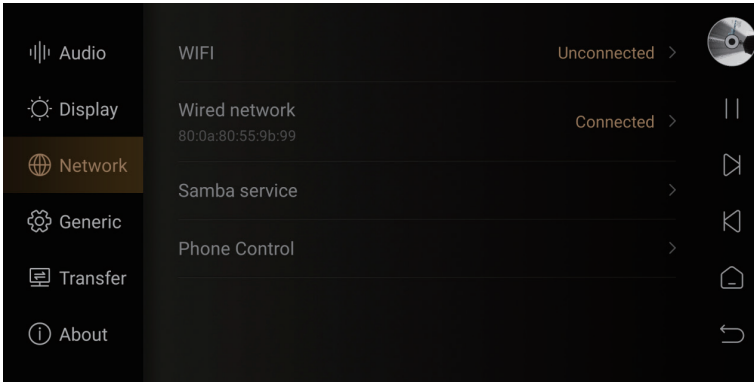 Audio
Display
Network
Generic
Transfer
About
WIFI
Unconnected
Wired network
80:0a:80:55:9b:99
Connected
Samba service
Phone Control